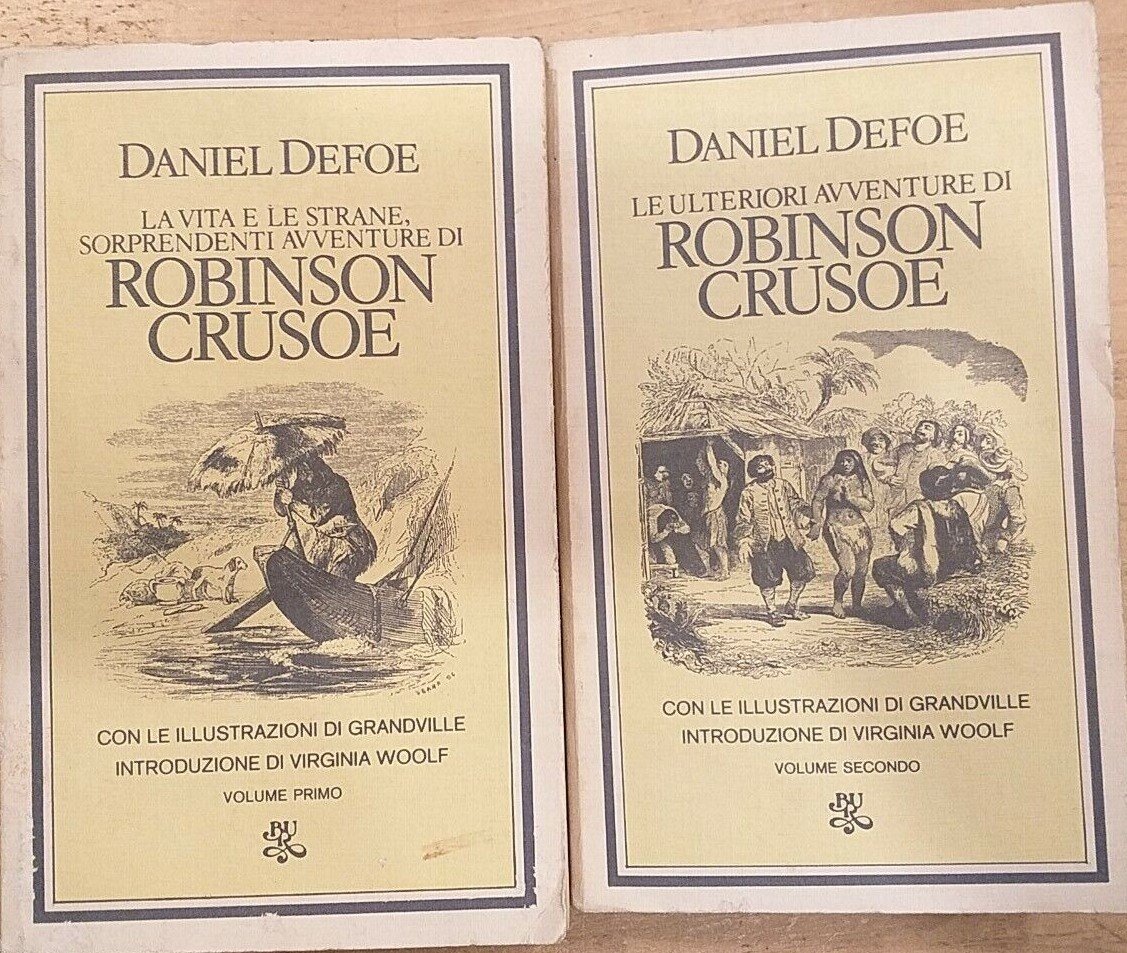 DANIEL DEFOE
LA VITA E LE STRANE,
SORPRENDENTI AVVENTURE DI
ROBINSON
CRUSOE
CON LE ILLUSTRAZIONI DI GRANDVILLE
INTRODUZIONE DI VIRGINIA WOOLF
VOLUME PRIMO
BUR
DANIEL DEFOE
LE ULTERIORI AVVENTURE DI
ROBINSON
CRUSOE
CON LE ILLUSTRAZIONI DI GRANDVILLE
INTRODUZIONE DI VIRGINIA WOOLF
VOLUME SECONDO
BUR